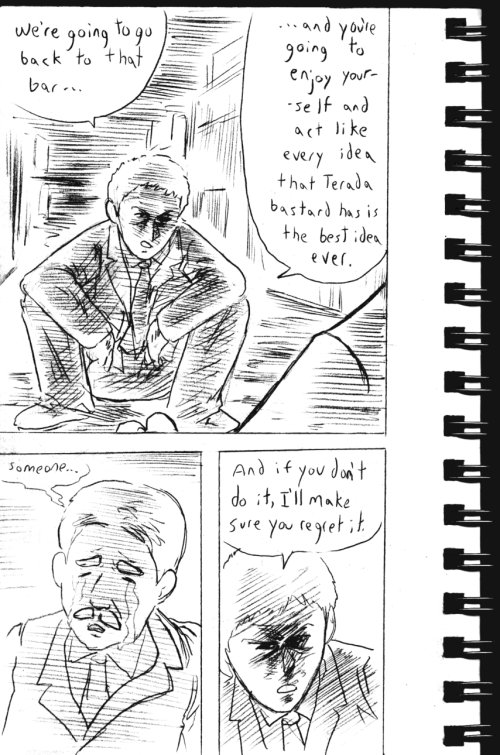 We're going to go
back to that
bar...
...and you're
going to
enjoy your-
-self and
act like
every idea
that Terada
bastard has is
the best idea
ever.
someone...
And if you don't
do it, I'll make
sure you regret it.